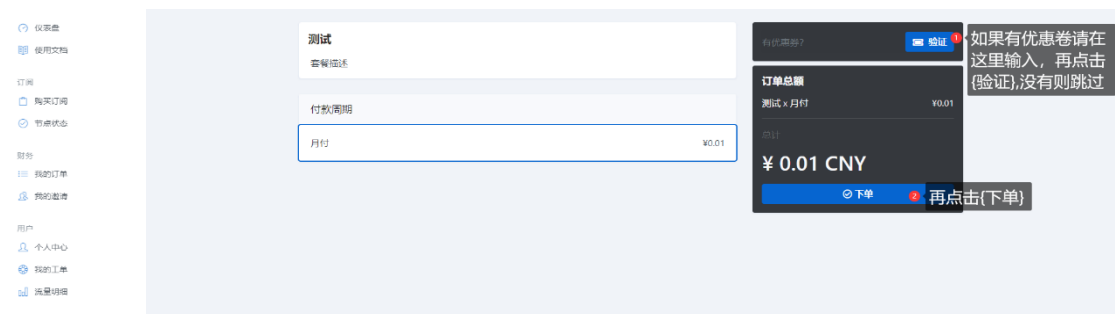 仪表盘
使用文档
订阅
购买订阅
节点状态
财务
我的订单
我的邀请
用户
个人中心
我的工单
流量明细
测试
套餐描述
付款周期
月付 ¥0.01
有优惠券?
验证
1
如果有优惠卷请在
这里输入，再点击
{验证},没有则跳过
订单总额
测试 x 月付 ¥0.01
总计
¥ 0.01 CNY
下单
2
再点击{下单}